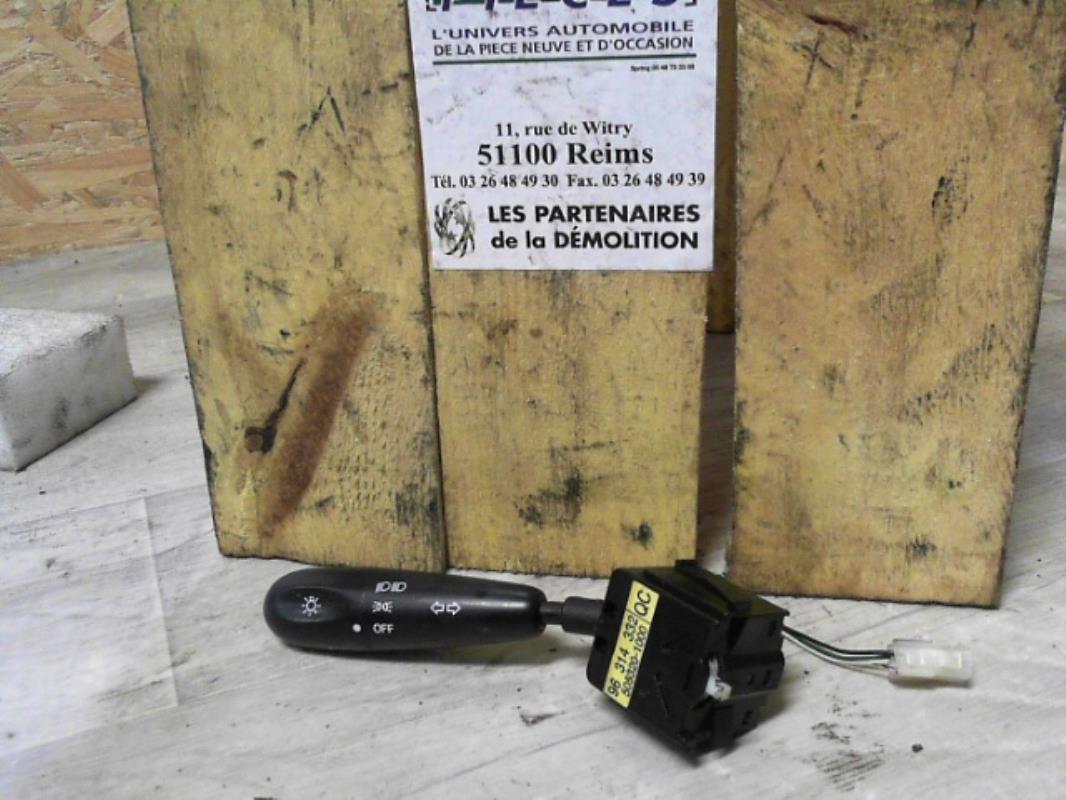 L'UNIVERS AUTOMOBILE
DE LA PIECE NEUVE ET D'OCCASION
11, rue de Witry
51100 Reims
Tél. 03 26 48 49 30 Fax. 03 26 48 49 39
LES PARTENAIRES
de la DÉMOLITION
OFF
96 314 332 QC